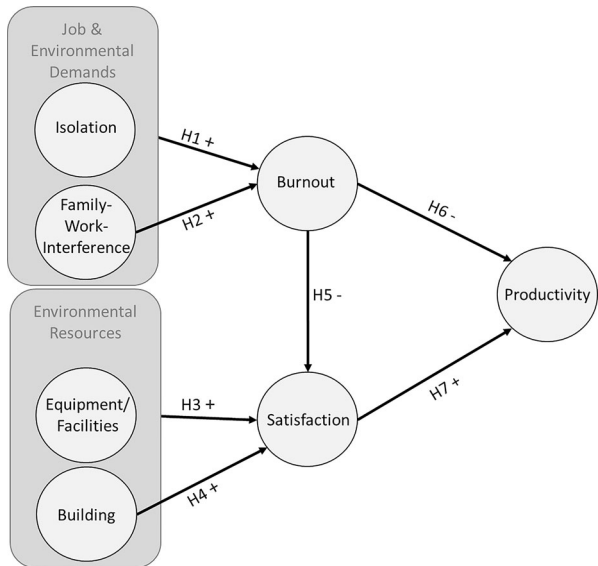 Job &
Environmental
Demands
Isolation
Family-
Work-
Interference
H1 +
H2 +
Burnout
H6 -
H5 -
Productivity
Environmental
Resources
Equipment/
Facilities
Building
H3 +
H4 +
Satisfaction
H7 +